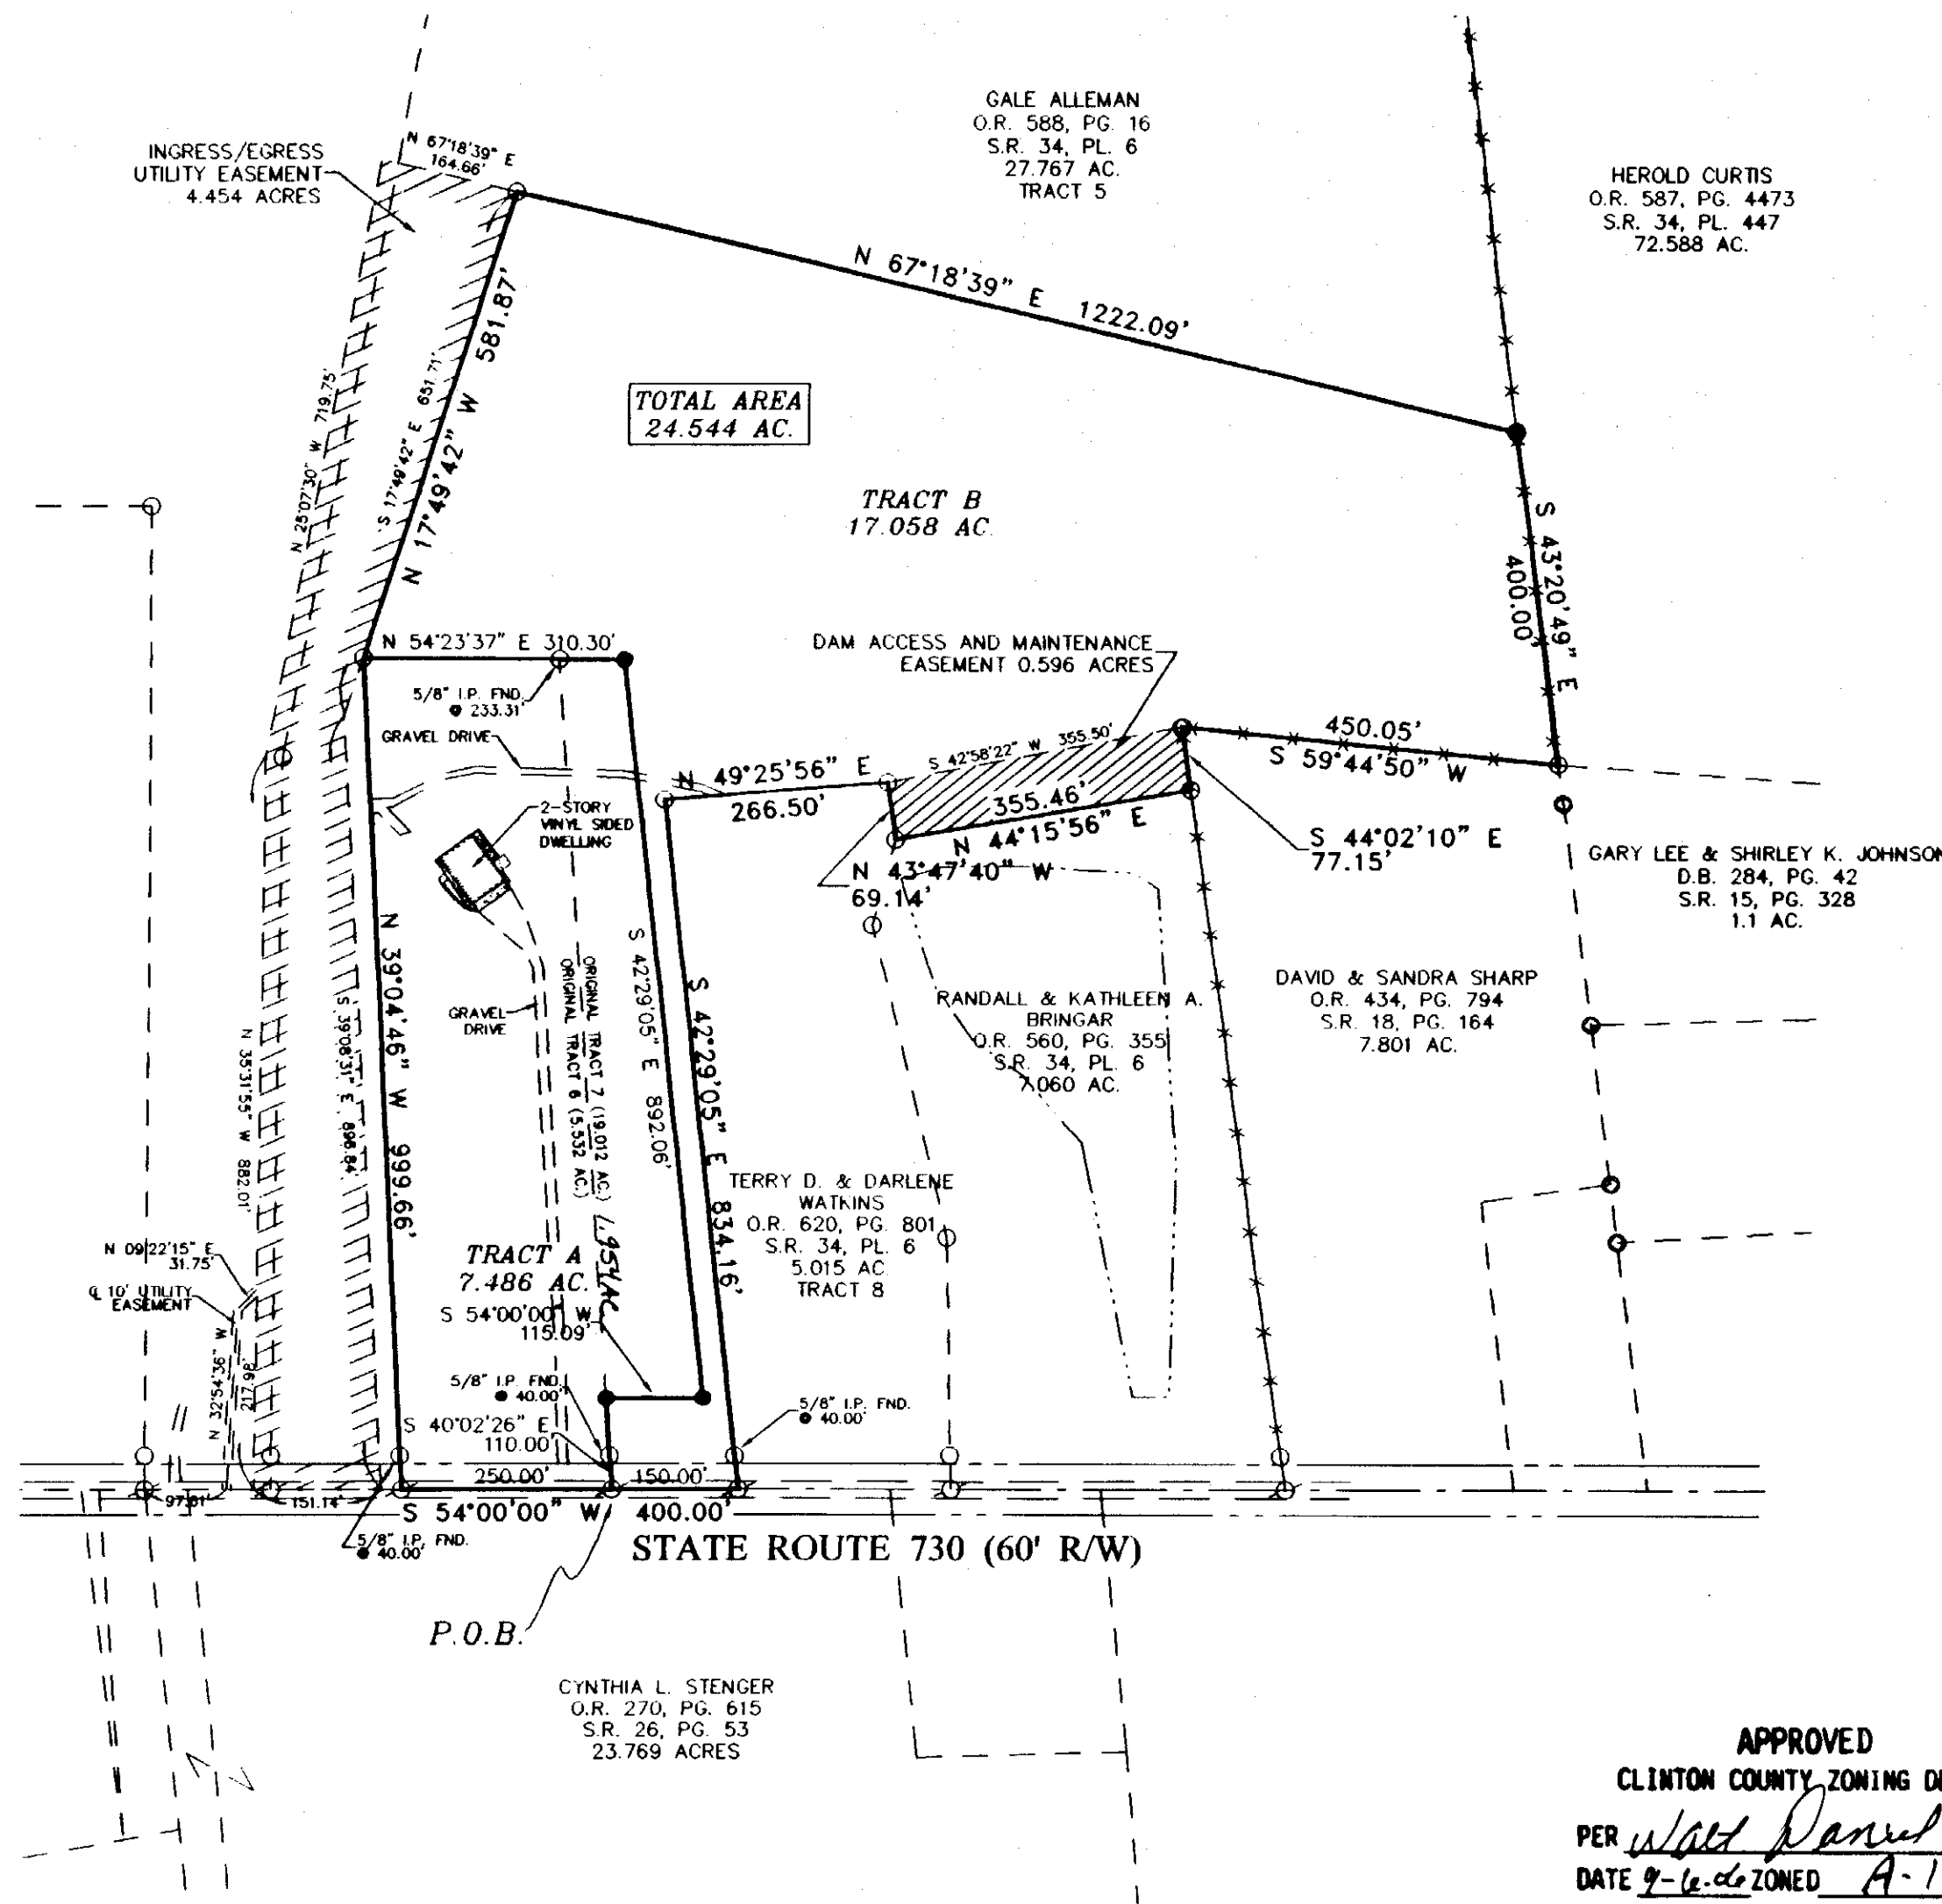 GALE ALLEMAN
O.R. 588, PG. 16
S.R. 34, PL. 6
27.767 AC.
TRACT 5
INGRESS/EGRESS
UTILITY EASEMENT
4.454 ACRES
N 67°18'39" E
164.66'
HEROLD CURTIS
O.R. 587, PG. 4473
S.R. 34, PL. 447
72.588 AC.
N 67°18'39" E 1222.09'
N 17°49'42" W 581.87'
S 17°49'42" E 651.71'
N 25°07'30" W 719.75'
TOTAL AREA
24.544 AC.
TRACT B
17.058 AC.
S 43°20'49" E
400.00'
N 54°23'37" E 310.30'
5/8" I.P. FND.
@ 233.31'
GRAVEL DRIVE
DAM ACCESS AND MAINTENANCE
EASEMENT 0.596 ACRES
S 42°58'22" W 355.50'
450.05'
S 59°44'50" W
N 49°25'56" E
266.50'
355.46'
N 44°15'56" E
S 44°02'10" E
77.15'
N 43°47'40" W
69.14'
2-STORY
VINYL SIDED
DWELLING
GARY LEE & SHIRLEY K. JOHNSON
D.B. 284, PG. 42
S.R. 15, PG. 328
1.1 AC.
DAVID & SANDRA SHARP
O.R. 434, PG. 794
S.R. 18, PG. 164
7.801 AC.
RANDALL & KATHLEEN A.
BRINGAR
O.R. 560, PG. 355
S.R. 34, PL. 6
7.060 AC.
GRAVEL
DRIVE
N 39°04'46" W 999.66'
S 39°08'31" E 896.84'
N 35°31'55" W 882.01'
ORIGINAL TRACT 7 (19.012 AC.)
ORIGINAL TRACT 6 (5.532 AC.)
1.954 AC
S 42°29'05" E 892.06'
S 42°29'05" E 834.16'
TERRY D. & DARLENE
WATKINS
O.R. 620, PG. 801
S.R. 34, PL. 6
5.015 AC.
TRACT 8
TRACT A
7.486 AC.
S 54°00'00" W
115.09'
N 09°22'15" E
31.75'
℄ 10' UTILITY
EASEMENT
N 32°54'36" W
217.98'
5/8" I.P. FND.
@ 40.00'
5/8" I.P. FND.
@ 40.00'
S 40°02'26" E
110.00'
250.00'
150.00'
151.14'
S 54°00'00" W 400.00'
5/8" I.P. FND.
@ 40.00'
STATE ROUTE 730 (60' R/W)
P.O.B.
CYNTHIA L. STENGER
O.R. 270, PG. 615
S.R. 26, PG. 53
23.769 ACRES
APPROVED
CLINTON COUNTY ZONING
PER Walt Daniel
DATE ZONED A-1